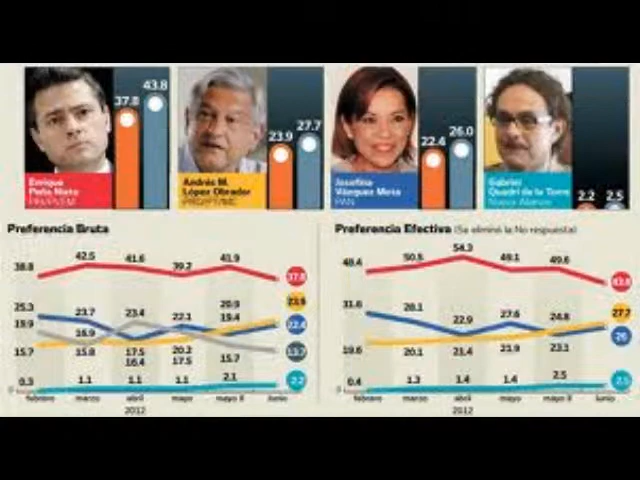 37.8
43.8
23.9
27.7
22.4
26.0
2.2
2.5
Enrique
Peña Nieto
PRI/PVEM
Andrés M.
López Obrador
PRD/PT/MC
Josefina
Vázquez Mota
PAN
Gabriel
Quadri de la Torre
Nueva Alianza
Preferencia Bruta
38.8
42.5
41.6
39.2
41.9
37.8
25.3
23.7
23.4
22.1
20.9
23.9
19.9
16.9
19.4
22.4
15.7
15.8
17.5
20.2
16.4
17.5
15.7
13.7
0.3
1.1
1.1
1.1
2.1
2.2
febrero
marzo
abril
mayo
mayo II
junio
2012
Preferencia Efectiva (Se eliminó la No respuesta)
48.4
50.5
54.3
49.1
49.6
43.8
31.6
28.1
22.9
27.6
24.8
27.7
19.6
20.1
21.4
21.9
23.1
26
0.4
1.3
1.4
1.4
2.5
2.5
febrero
marzo
abril
mayo
mayo II
junio
2012